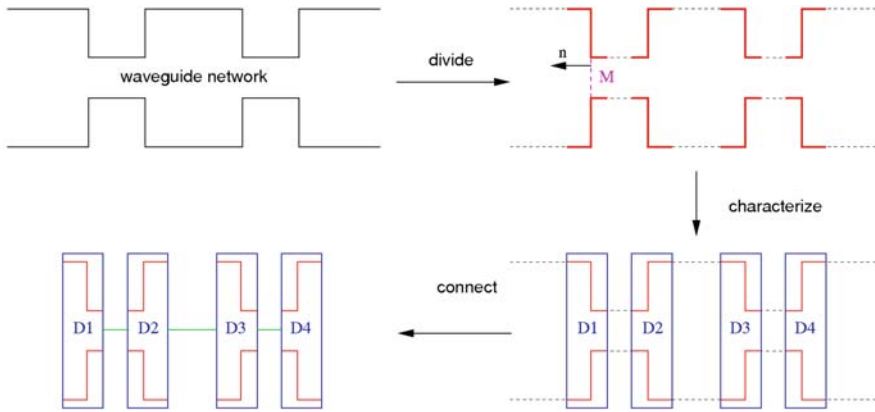 waveguide network
divide
n
M
characterize
D1 D2 D3 D4
connect
D1 D2 D3 D4